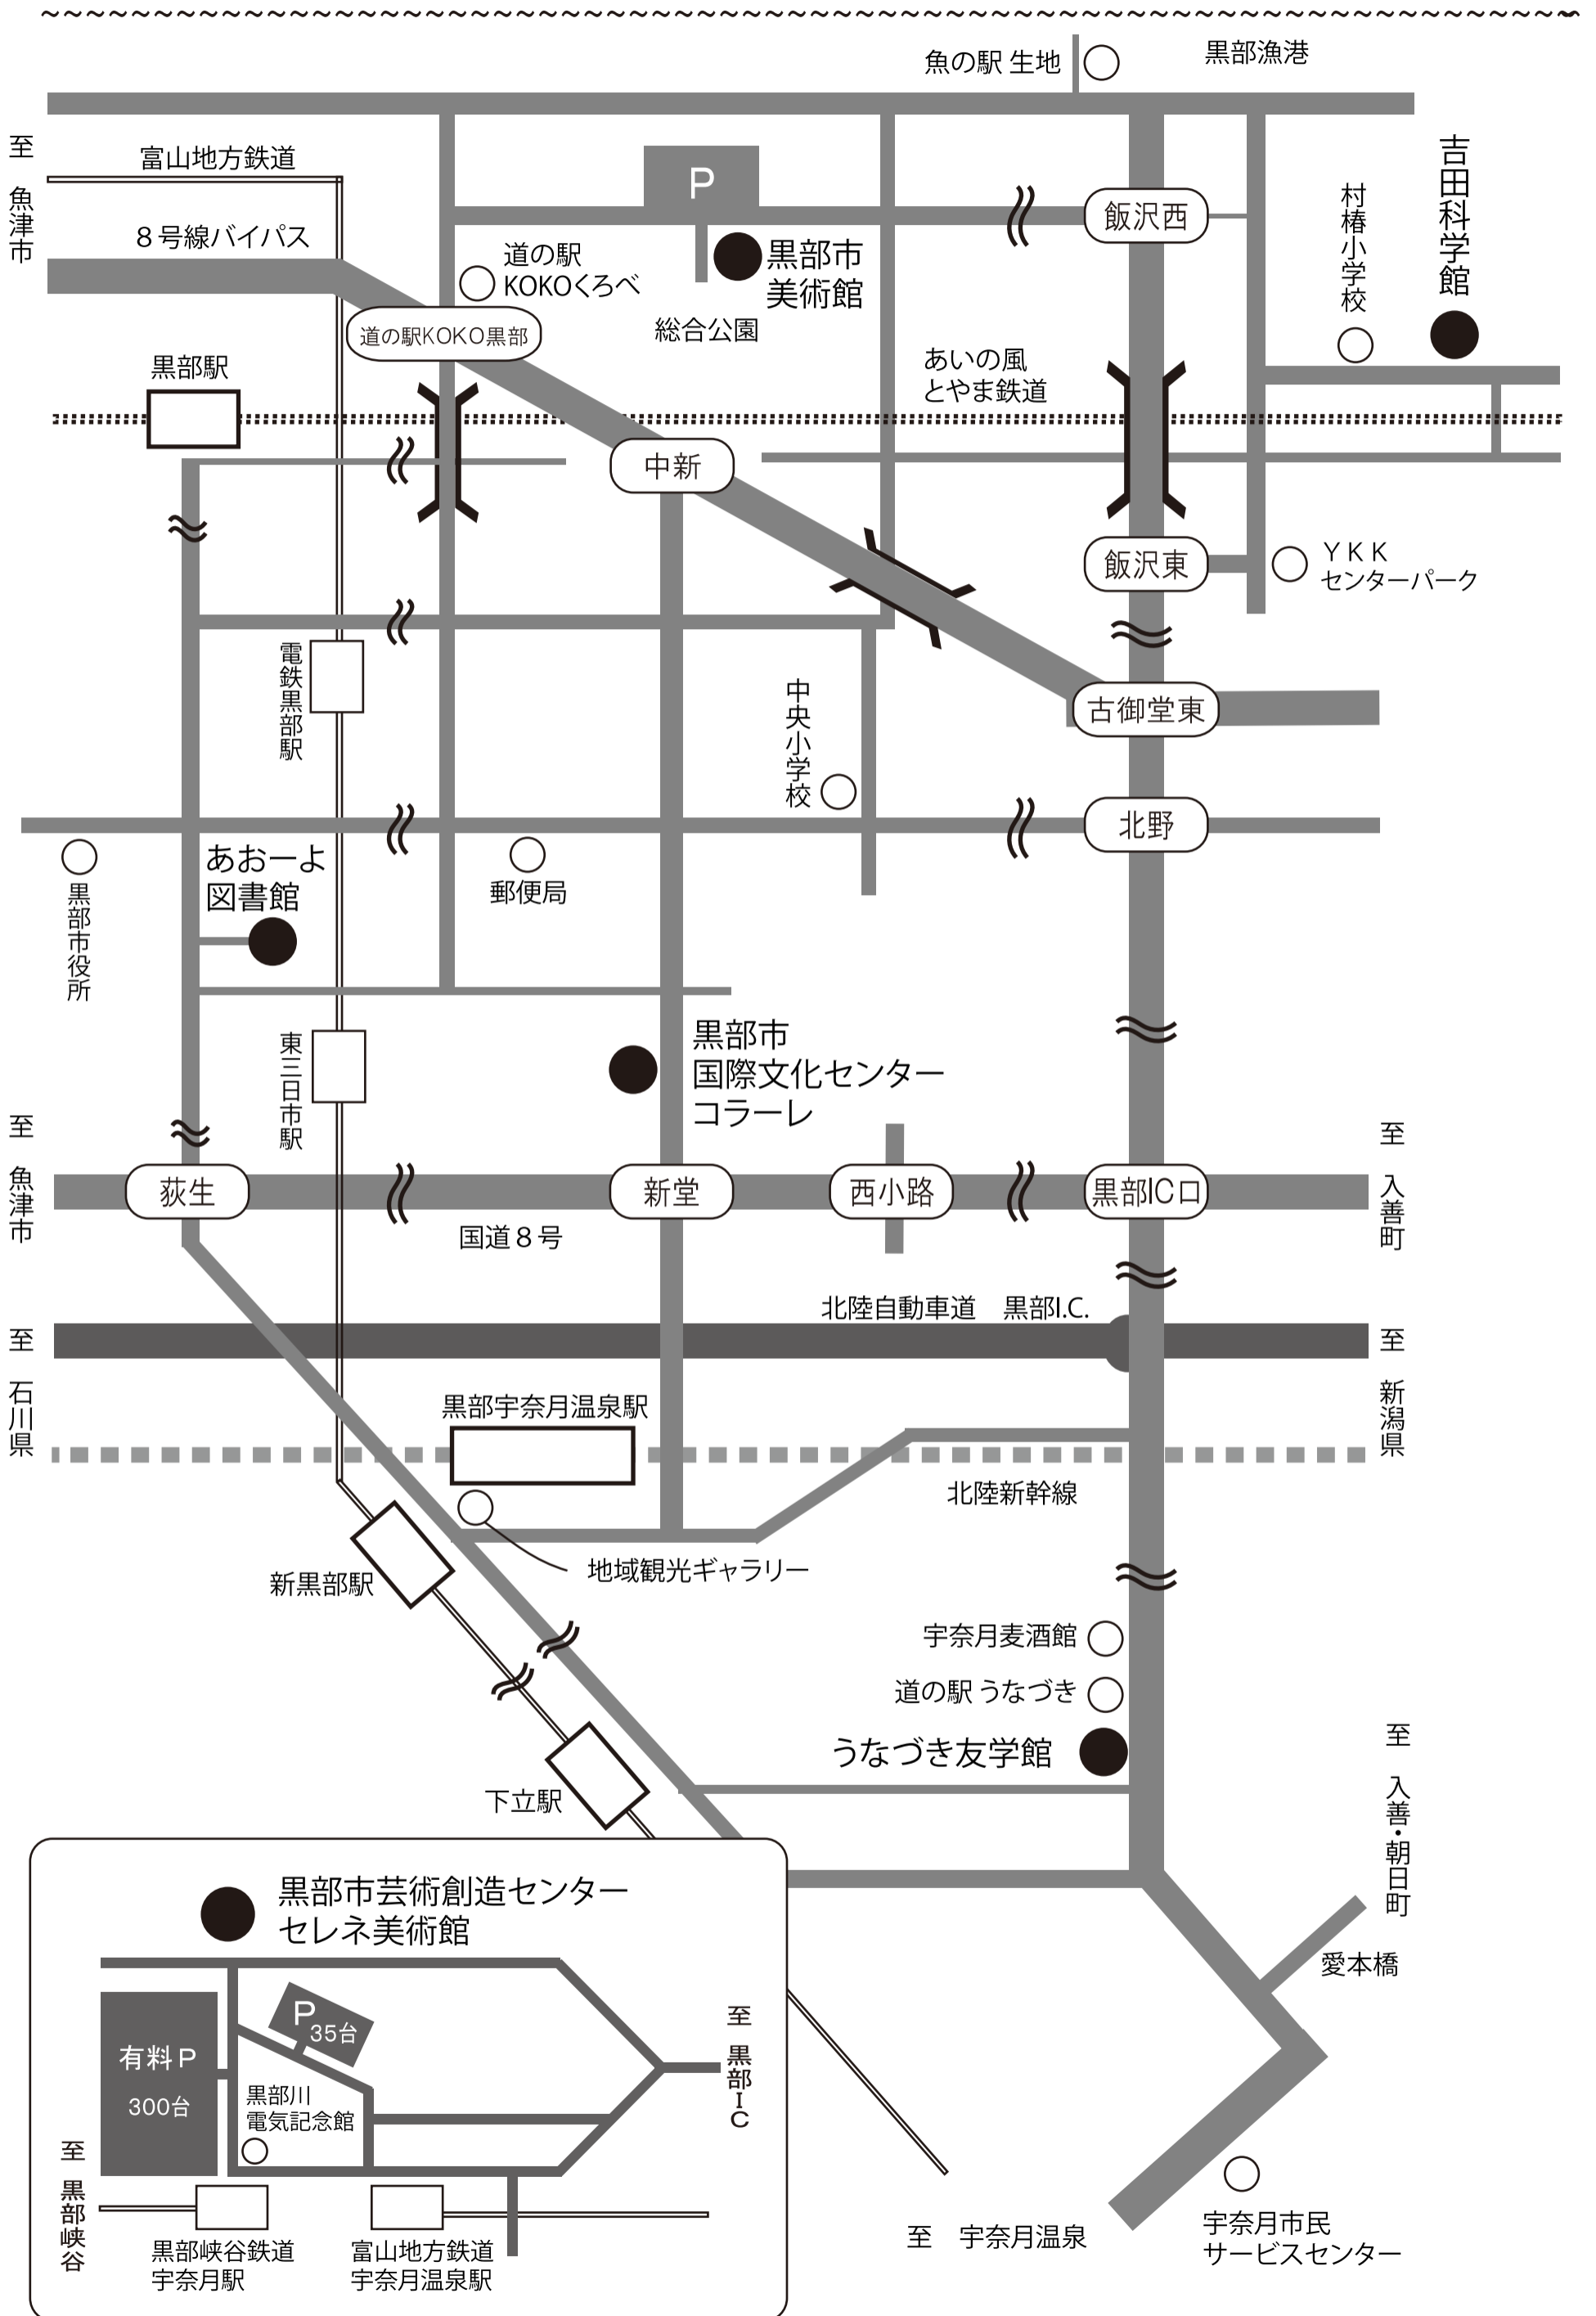 魚の駅 生地
黒部漁港
至 魚津市
富山地方鉄道
P
飯沢西
吉田科学館
村椿小学校
8号線バイパス
道の駅
KOKOくろべ
黒部市
美術館
総合公園
道の駅KOKO黒部
あいの風
とやま鉄道
黒部駅
中新
飯沢東
YKK
センターパーク
電鉄黒部駅
中央小学校
古御堂東
北野
黒部市役所
あおーよ
図書館
郵便局
黒部市
国際文化センター
コラーレ
東三日市駅
至 魚津市
至 入善町
荻生
新堂
西小路
黒部IC口
国道8号
北陸自動車道 黒部I.C.
至 石川県
至 新潟県
黒部宇奈月温泉駅
北陸新幹線
地域観光ギャラリー
新黒部駅
宇奈月麦酒館
道の駅 うなづき
うなづき友学館
下立駅
至 入善・朝日町
愛本橋
黒部市芸術創造センター
セレネ美術館
P
35台
有料P
300台
至 黒部IC
黒部川
電気記念館
至 黒部峡谷
黒部峡谷鉄道
宇奈月駅
富山地方鉄道
宇奈月温泉駅
至 宇奈月温泉
宇奈月市民
サービスセンター